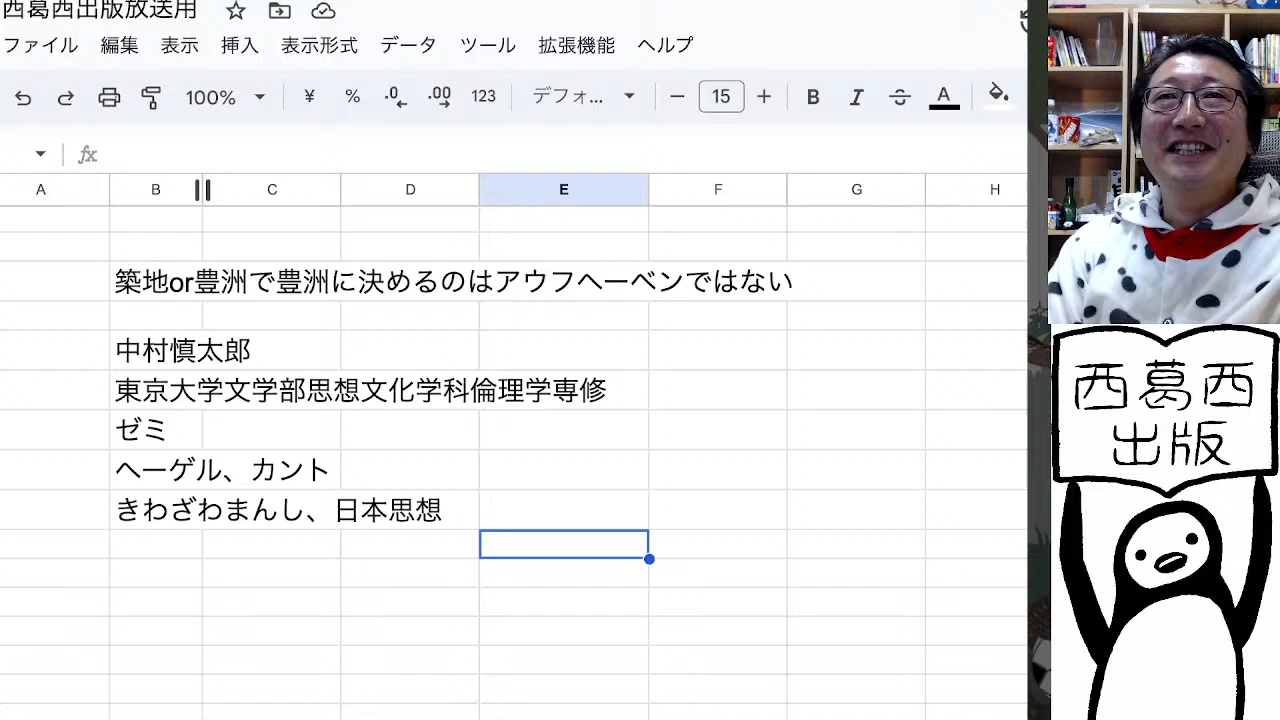 西葛西出版放送用
ファイル 編集 表示 挿入 表示形式 データ ツール 拡張機能 ヘルプ
100% ¥ % .0 .00 123 デフォ... − 15 + B I S A
fx
A B C D E F G H
築地or豊洲で豊洲に決めるのはアウフヘーベンではない
中村慎太郎
東京大学文学部思想文化学科倫理学専修
ゼミ
ヘーゲル、カント
きわざわまんし、日本思想
西葛西
出版